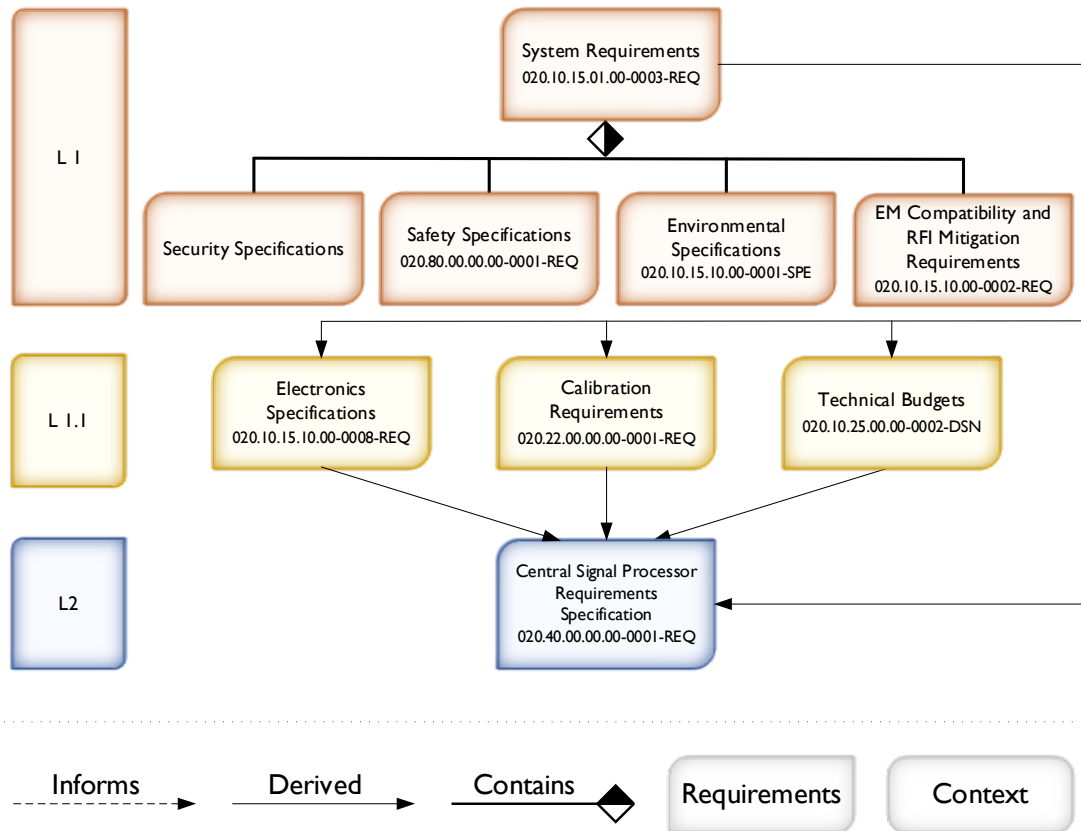 System Requirements
020.10.15.01.00-0003-REQ
L 1
Security Specifications
Safety Specifications
020.80.00.00.00-0001-REQ
Environmental
Specifications
020.10.15.10.00-0001-SPE
EM Compatibility and
RFI Mitigation
Requirements
020.10.15.10.00-0002-REQ
L 1.1
Electronics
Specifications
020.10.15.10.00-0008-REQ
Calibration
Requirements
020.22.00.00.00-0001-REQ
Technical Budgets
020.10.25.00.00-0002-DSN
L2
Central Signal Processor
Requirements
Specification
020.40.00.00.00-0001-REQ
Informs
Derived
Contains
Requirements
Context